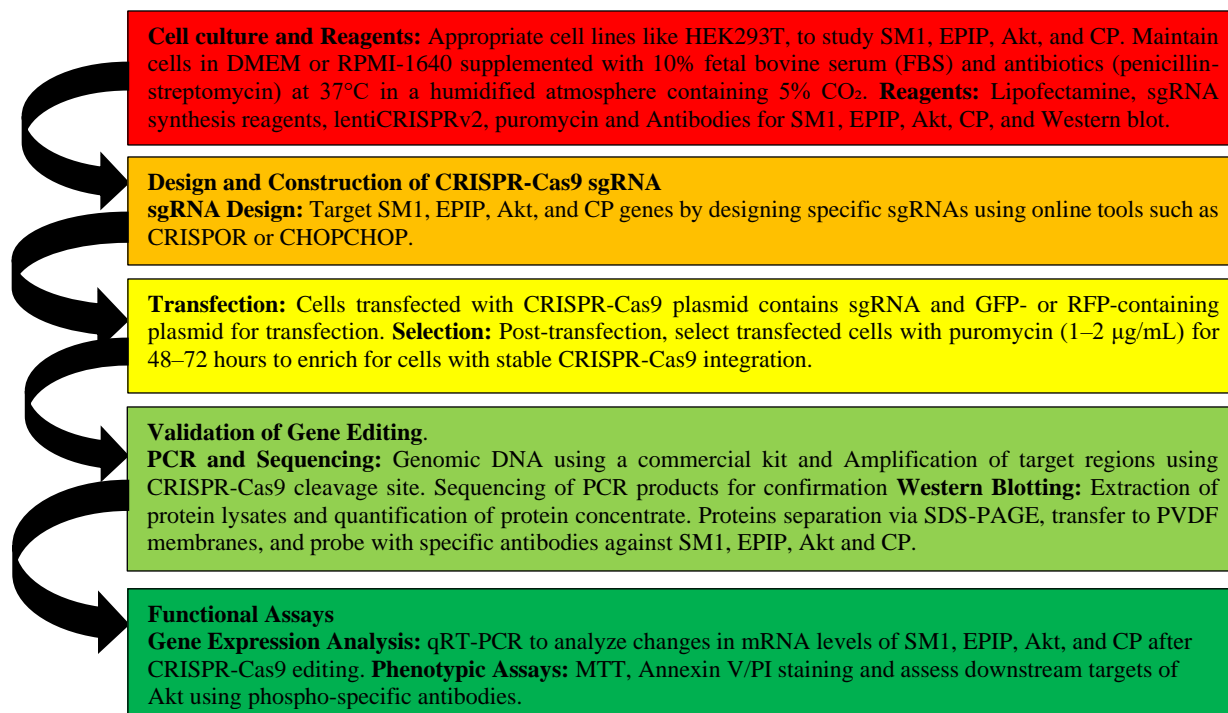 Cell culture and Reagents: Appropriate cell lines like HEK293T, to study SM1, EPIP, Akt, and CP. Maintain
cells in DMEM or RPMI-1640 supplemented with 10% fetal bovine serum (FBS) and antibiotics (penicillin-
streptomycin) at 37°C in a humidified atmosphere containing 5% CO₂. Reagents: Lipofectamine, sgRNA
synthesis reagents, lentiCRISPRv2, puromycin and Antibodies for SM1, EPIP, Akt, CP, and Western blot.
Design and Construction of CRISPR-Cas9 sgRNA
sgRNA Design: Target SM1, EPIP, Akt, and CP genes by designing specific sgRNAs using online tools such as
CRISPOR or CHOPCHOP.
Transfection: Cells transfected with CRISPR-Cas9 plasmid contains sgRNA and GFP- or RFP-containing
plasmid for transfection. Selection: Post-transfection, select transfected cells with puromycin (1–2 μg/mL) for
48–72 hours to enrich for cells with stable CRISPR-Cas9 integration.
Validation of Gene Editing.
PCR and Sequencing: Genomic DNA using a commercial kit and Amplification of target regions using
CRISPR-Cas9 cleavage site. Sequencing of PCR products for confirmation Western Blotting: Extraction of
protein lysates and quantification of protein concentrate. Proteins separation via SDS-PAGE, transfer to PVDF
membranes, and probe with specific antibodies against SM1, EPIP, Akt and CP.
Functional Assays
Gene Expression Analysis: qRT-PCR to analyze changes in mRNA levels of SM1, EPIP, Akt, and CP after
CRISPR-Cas9 editing. Phenotypic Assays: MTT, Annexin V/PI staining and assess downstream targets of
Akt using phospho-specific antibodies.